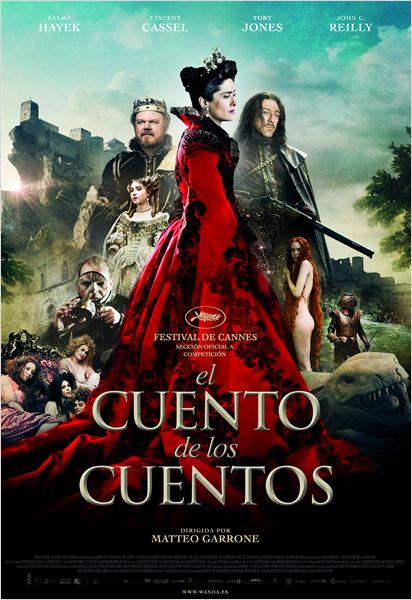 SALMA VINCENT TOBY JOHN C.
HAYEK CASSEL JONES REILLY
FESTIVAL DE CANNES
SECCIÓN OFICIAL A
COMPETICIÓN
el
CUENTO
de los
CUENTOS
DIRIGIDA POR
MATTEO GARRONE
WWW.WANDA.ES